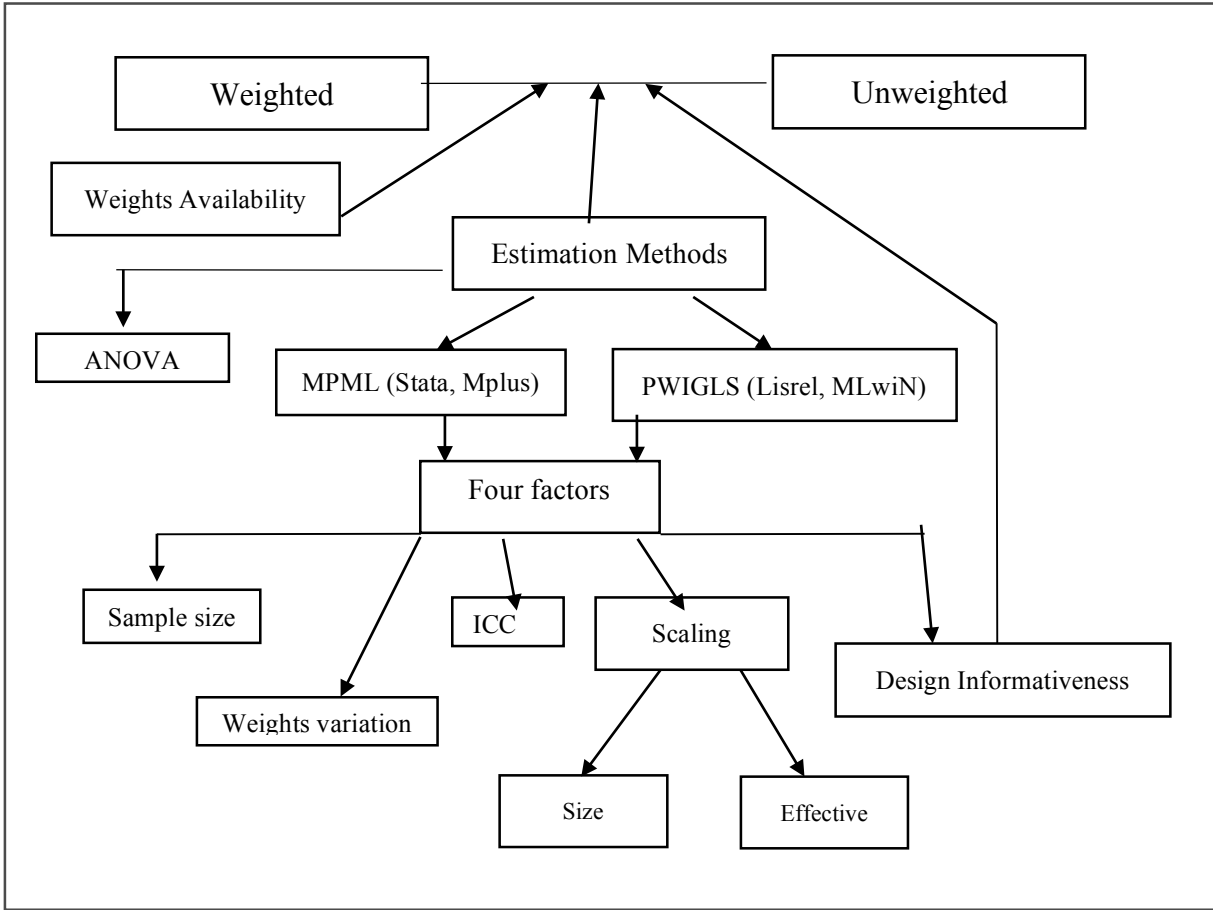 Weighted
Unweighted
Weights Availability
Estimation Methods
ANOVA
MPML (Stata, Mplus)
PWIGLS (Lisrel, MLwiN)
Four factors
Sample size
ICC
Scaling
Design Informativeness
Weights variation
Size
Effective